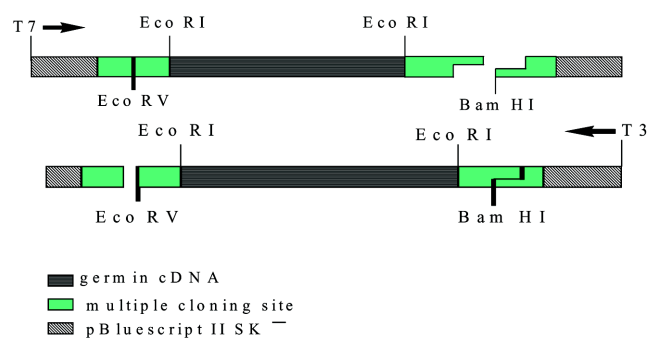 Eco RI Eco RI
T7
Eco RV Bam HI
Eco RI Eco RI T3
Eco RV Bam HI
germin cDNA
multiple cloning site
pBluescript II SK⁻